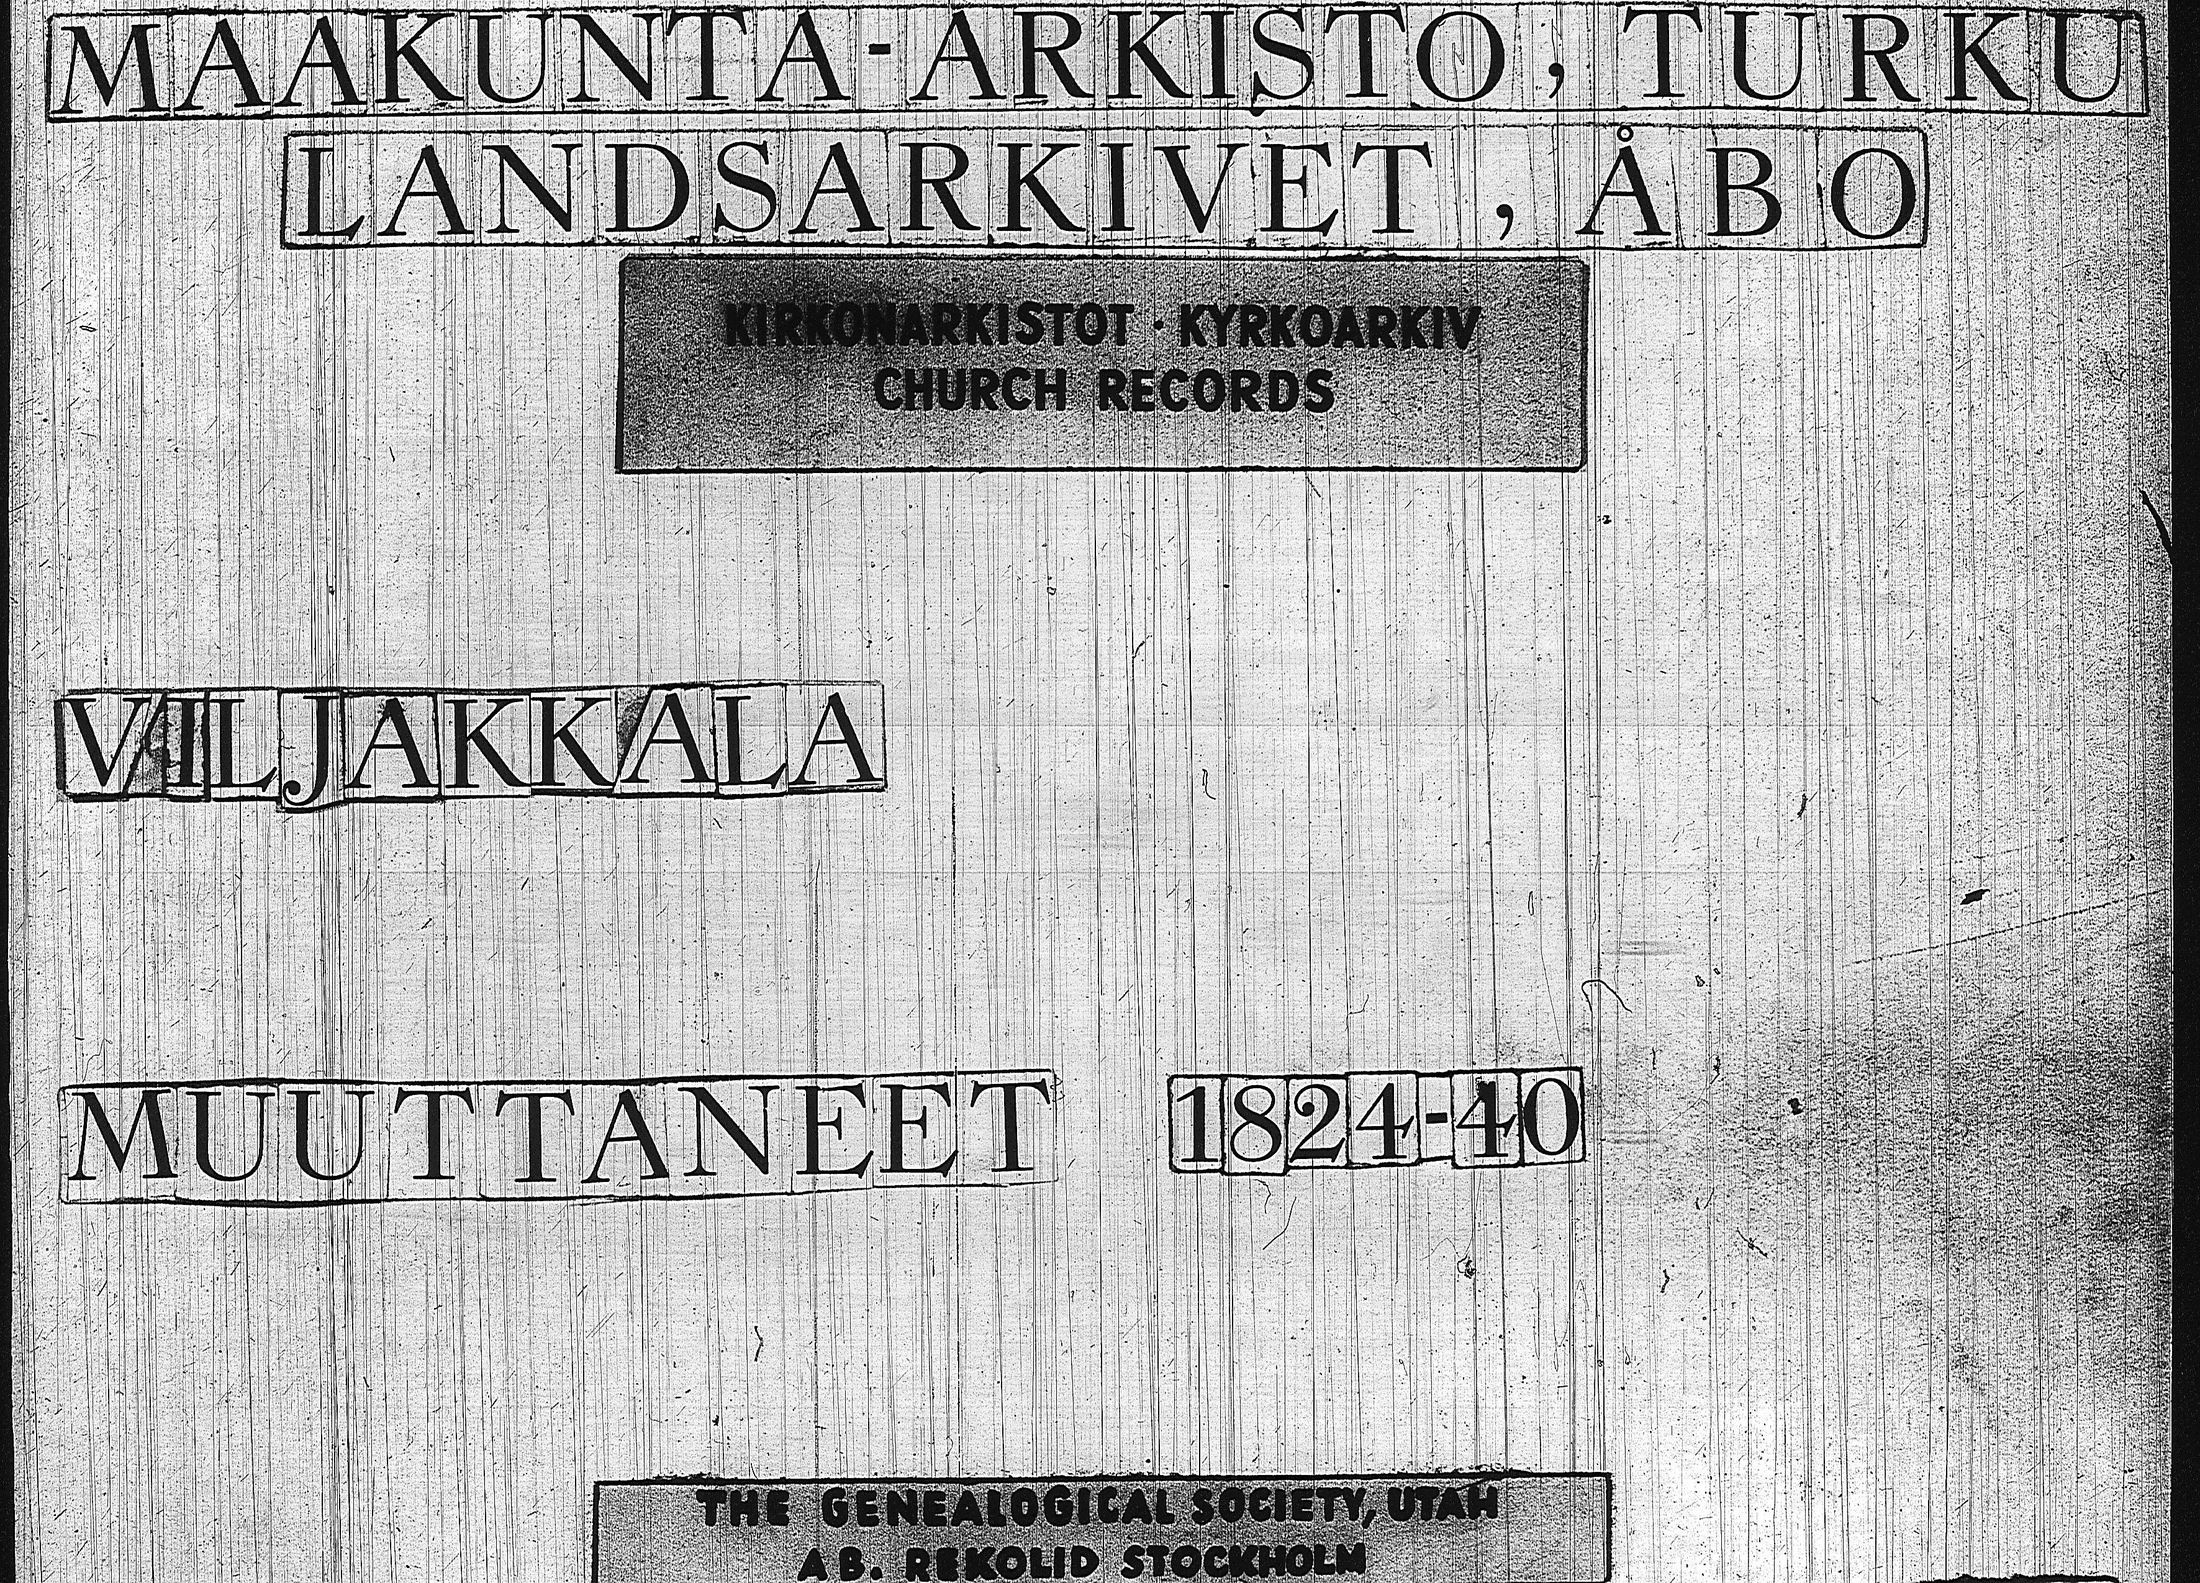 MAAKUNTA-ARKISTO, TURKU
LANDSARKIVET, ÅBO
KIRKONARKISTOT · KYRKOARKIV
CHURCH RECORDS
VILJAKKALA
MUUTTANEET 1824-40
THE GENEALOGICAL SOCIETY, UTAH
AB. REKOLID STOCKHOLM